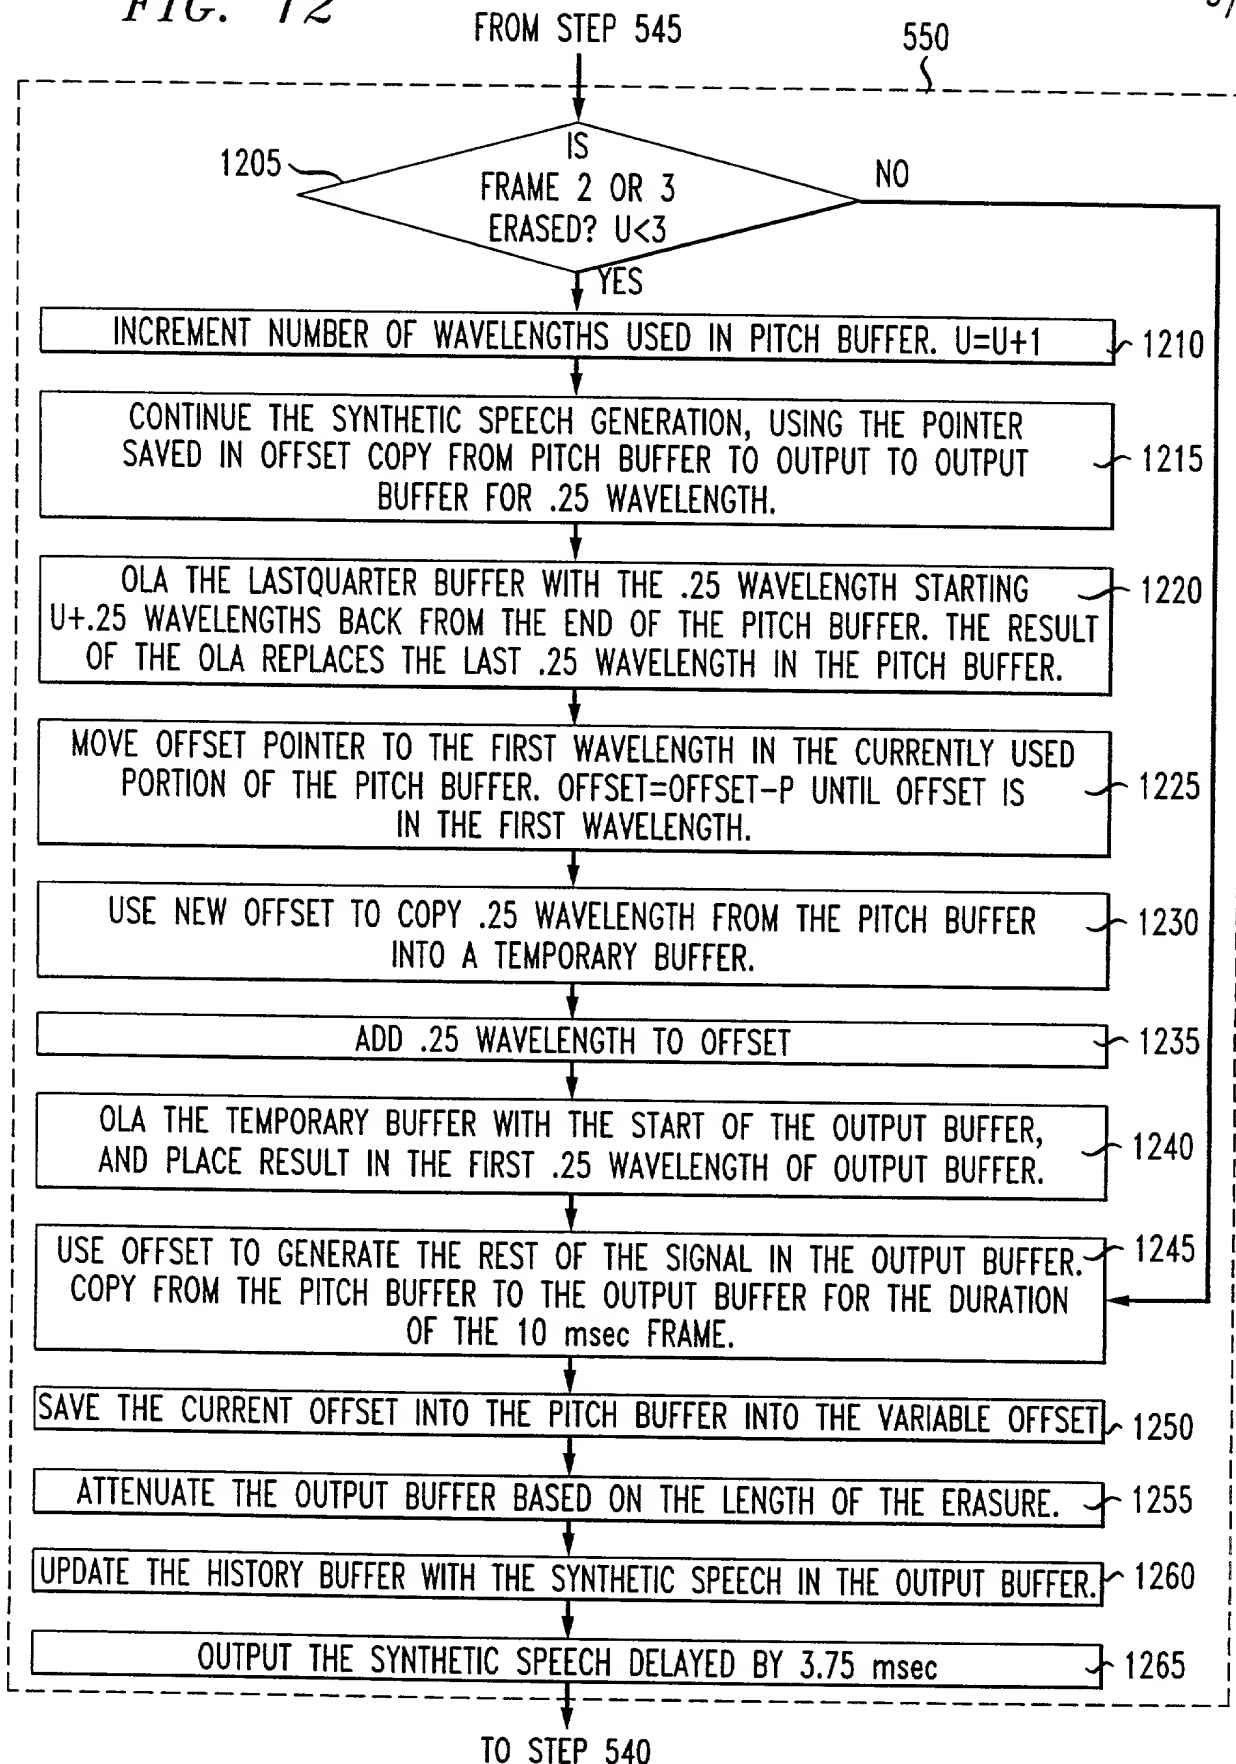 FIG. 12
FROM STEP 545
550
1205
IS
FRAME 2 OR 3
ERASED? U<3
NO
YES
INCREMENT NUMBER OF WAVELENGTHS USED IN PITCH BUFFER. U=U+1
1210
CONTINUE THE SYNTHETIC SPEECH GENERATION, USING THE POINTER
SAVED IN OFFSET COPY FROM PITCH BUFFER TO OUTPUT TO OUTPUT
BUFFER FOR .25 WAVELENGTH.
1215
OLA THE LASTQUARTER BUFFER WITH THE .25 WAVELENGTH STARTING
U+.25 WAVELENGTHS BACK FROM THE END OF THE PITCH BUFFER. THE RESULT
OF THE OLA REPLACES THE LAST .25 WAVELENGTH IN THE PITCH BUFFER.
1220
MOVE OFFSET POINTER TO THE FIRST WAVELENGTH IN THE CURRENTLY USED
PORTION OF THE PITCH BUFFER. OFFSET=OFFSET-P UNTIL OFFSET IS
IN THE FIRST WAVELENGTH.
1225
USE NEW OFFSET TO COPY .25 WAVELENGTH FROM THE PITCH BUFFER
INTO A TEMPORARY BUFFER.
1230
ADD .25 WAVELENGTH TO OFFSET
1235
OLA THE TEMPORARY BUFFER WITH THE START OF THE OUTPUT BUFFER,
AND PLACE RESULT IN THE FIRST .25 WAVELENGTH OF OUTPUT BUFFER.
1240
USE OFFSET TO GENERATE THE REST OF THE SIGNAL IN THE OUTPUT BUFFER.
COPY FROM THE PITCH BUFFER TO THE OUTPUT BUFFER FOR THE DURATION
OF THE 10 msec FRAME.
1245
SAVE THE CURRENT OFFSET INTO THE PITCH BUFFER INTO THE VARIABLE OFFSET
1250
ATTENUATE THE OUTPUT BUFFER BASED ON THE LENGTH OF THE ERASURE.
1255
UPDATE THE HISTORY BUFFER WITH THE SYNTHETIC SPEECH IN THE OUTPUT BUFFER.
1260
OUTPUT THE SYNTHETIC SPEECH DELAYED BY 3.75 msec
1265
TO STEP 540